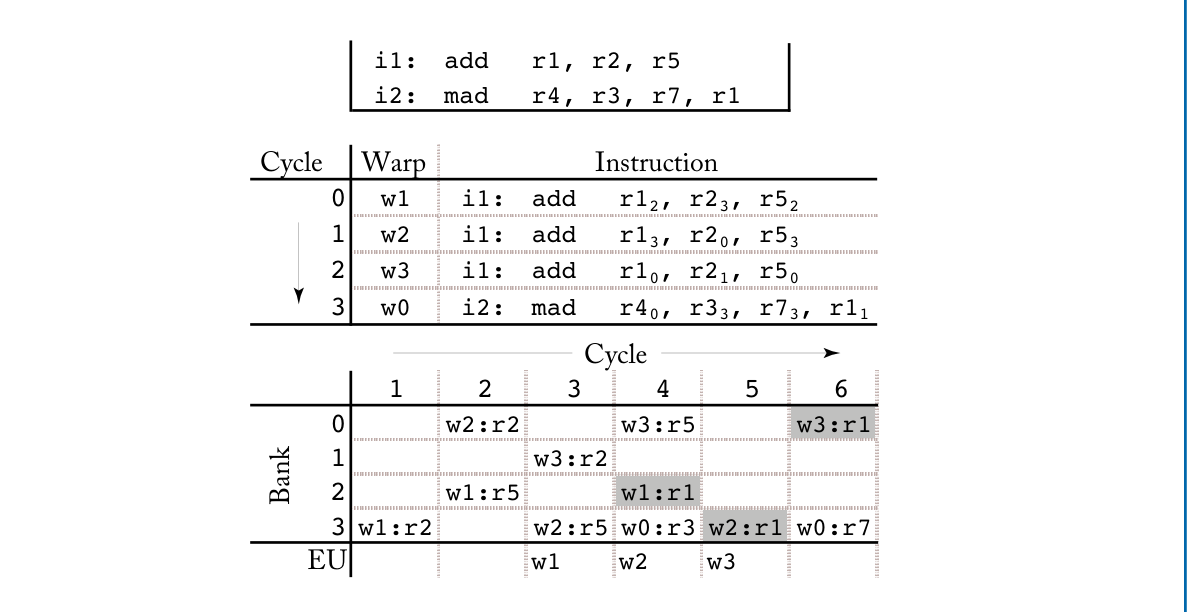 i1: add r1, r2, r5
i2: mad r4, r3, r7, r1
Cycle Warp Instruction
0 w1 i1: add r1₂, r2₃, r5₂
1 w2 i1: add r1₃, r2₀, r5₃
2 w3 i1: add r1₀, r2₁, r5₀
3 w0 i2: mad r4₀, r3₃, r7₃, r1₁
Cycle
1 2 3 4 5 6
Bank
0 w2:r2 w3:r5 w3:r1
1 w3:r2
2 w1:r5 w1:r1
3 w1:r2 w2:r5 w0:r3 w2:r1 w0:r7
EU w1 w2 w3